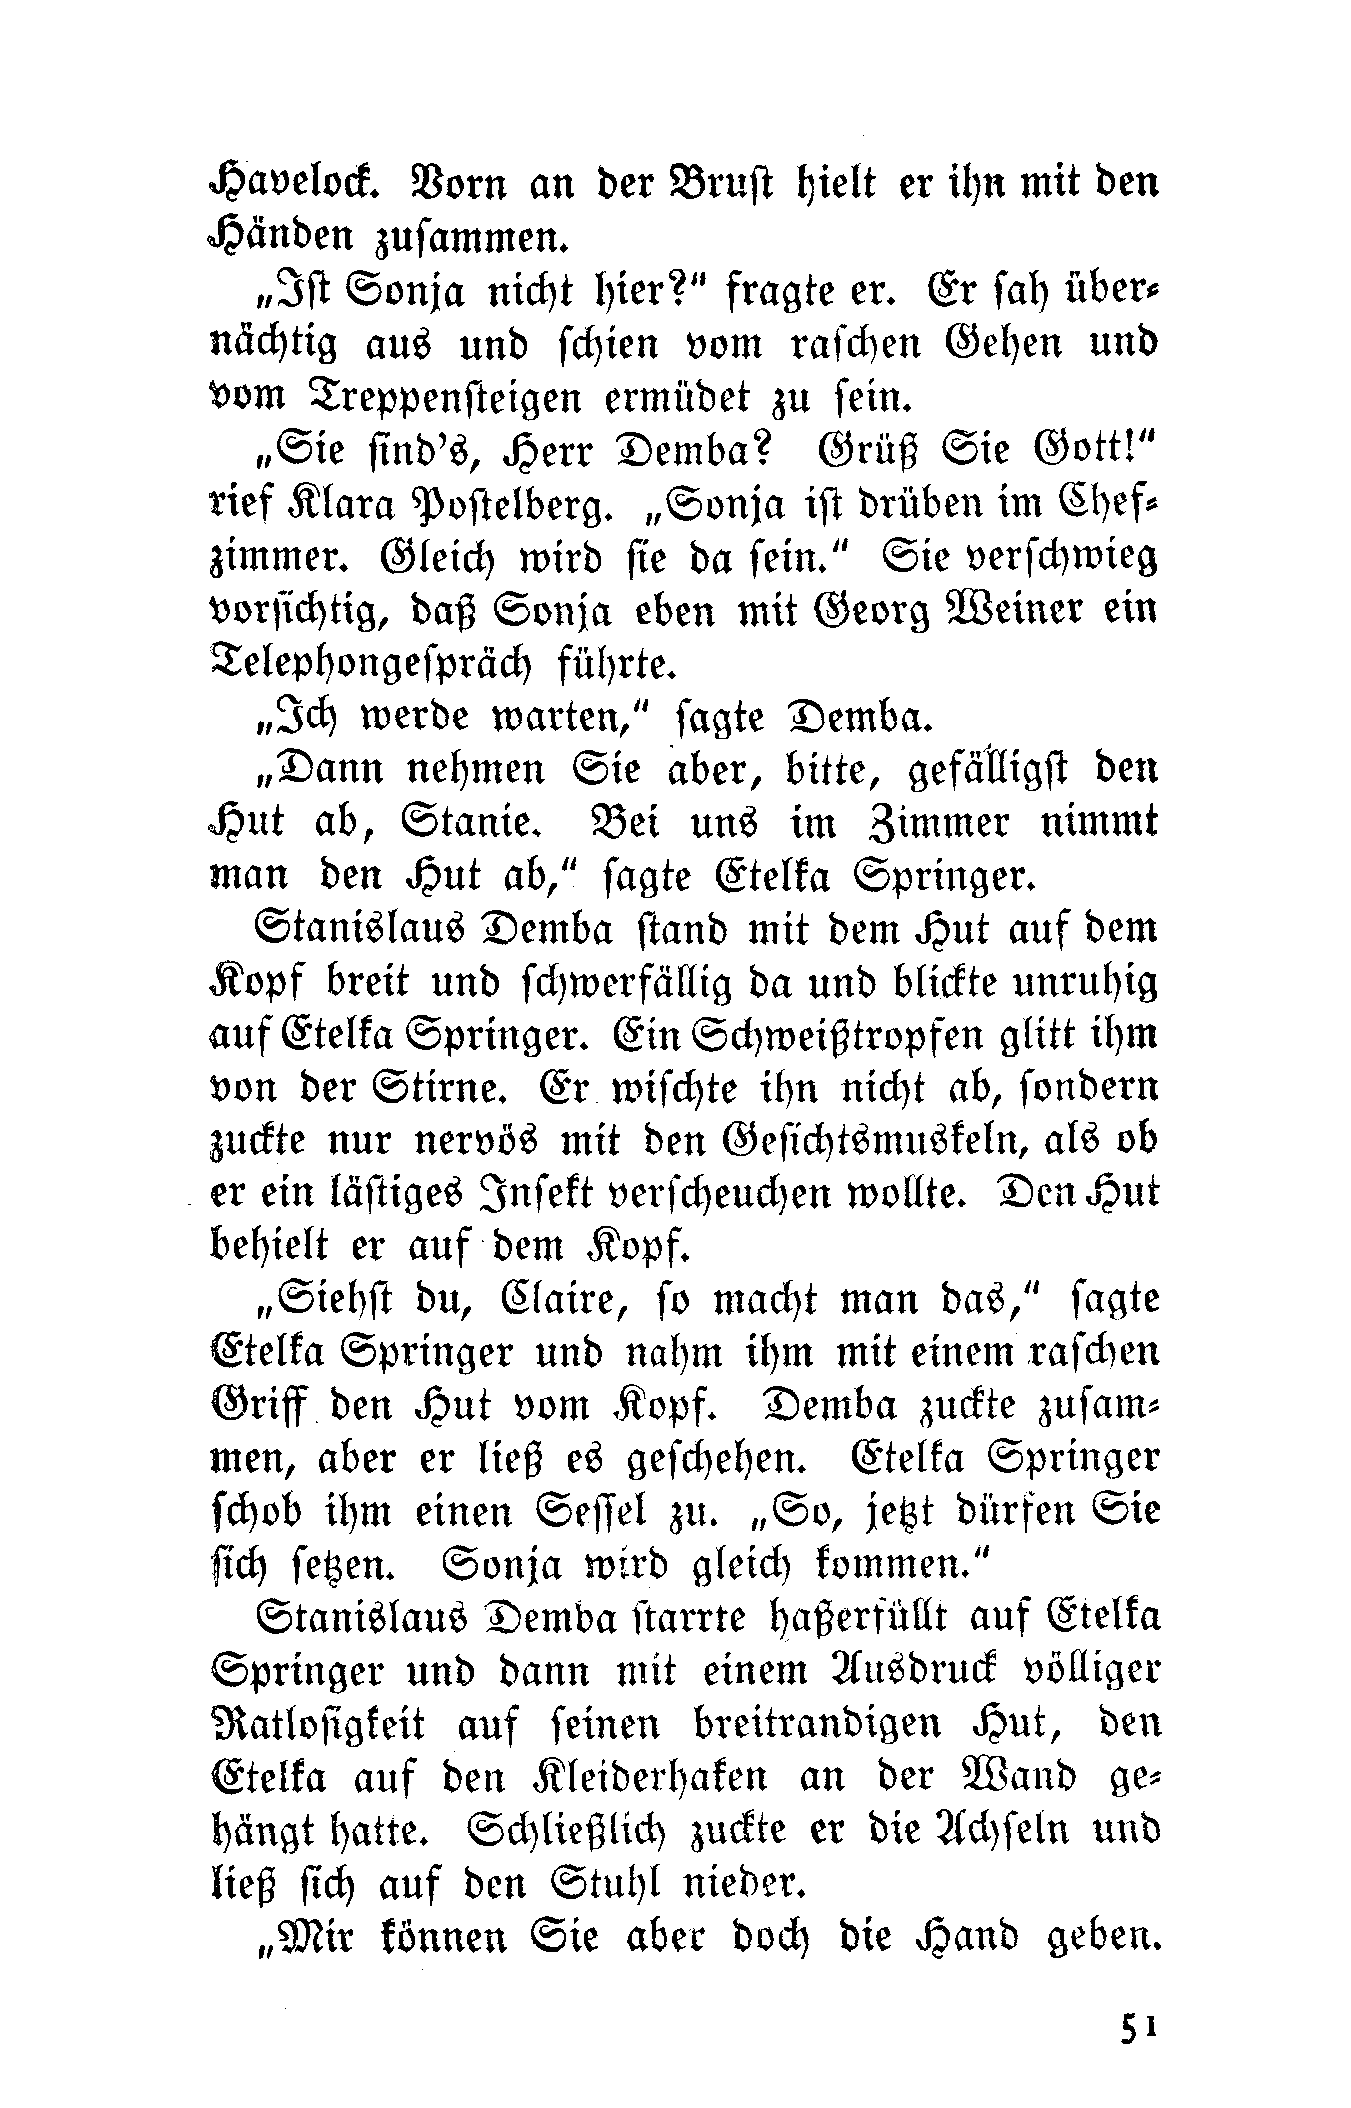 Havelock. Vorn an der Brust hielt er ihn mit den
Händen zusammen.
„Ist Sonja nicht hier?“ fragte er. Er sah über-
nächtig aus und schien vom raschen Gehen und
vom Treppensteigen ermüdet zu sein.
„Sie sind's, Herr Demba? Grüß Sie Gott!“
rief Klara Postelberg. „Sonja ist drüben im Chef-
zimmer. Gleich wird sie da sein.“ Sie verschwieg
vorsichtig, daß Sonja eben mit Georg Weiner ein
Telephongespräch führte.
„Ich werde warten,“ sagte Demba.
„Dann nehmen Sie aber, bitte, gefälligst den
Hut ab, Stanie. Bei uns im Zimmer nimmt
man den Hut ab,“ sagte Etelka Springer.
Stanislaus Demba stand mit dem Hut auf dem
Kopf breit und schwerfällig da und blickte unruhig
auf Etelka Springer. Ein Schweißtropfen glitt ihm
von der Stirne. Er wischte ihn nicht ab, sondern
zuckte nur nervös mit den Gesichtsmuskeln, als ob
er ein lästiges Insekt verscheuchen wollte. Den Hut
behielt er auf dem Kopf.
„Siehst du, Claire, so macht man das,“ sagte
Etelka Springer und nahm ihm mit einem raschen
Griff den Hut vom Kopf. Demba zuckte zusam-
men, aber er ließ es geschehen. Etelka Springer
schob ihm einen Sessel zu. „So, jetzt dürfen Sie
sich setzen. Sonja wird gleich kommen.“
Stanislaus Demba starrte haßerfüllt auf Etelka
Springer und dann mit einem Ausdruck völliger
Ratlosigkeit auf seinen breitrandigen Hut, den
Etelka auf den Kleiderhaken an der Wand ge-
hängt hatte. Schließlich zuckte er die Achseln und
ließ sich auf den Stuhl nieder.
„Mir können Sie aber doch die Hand geben.
51